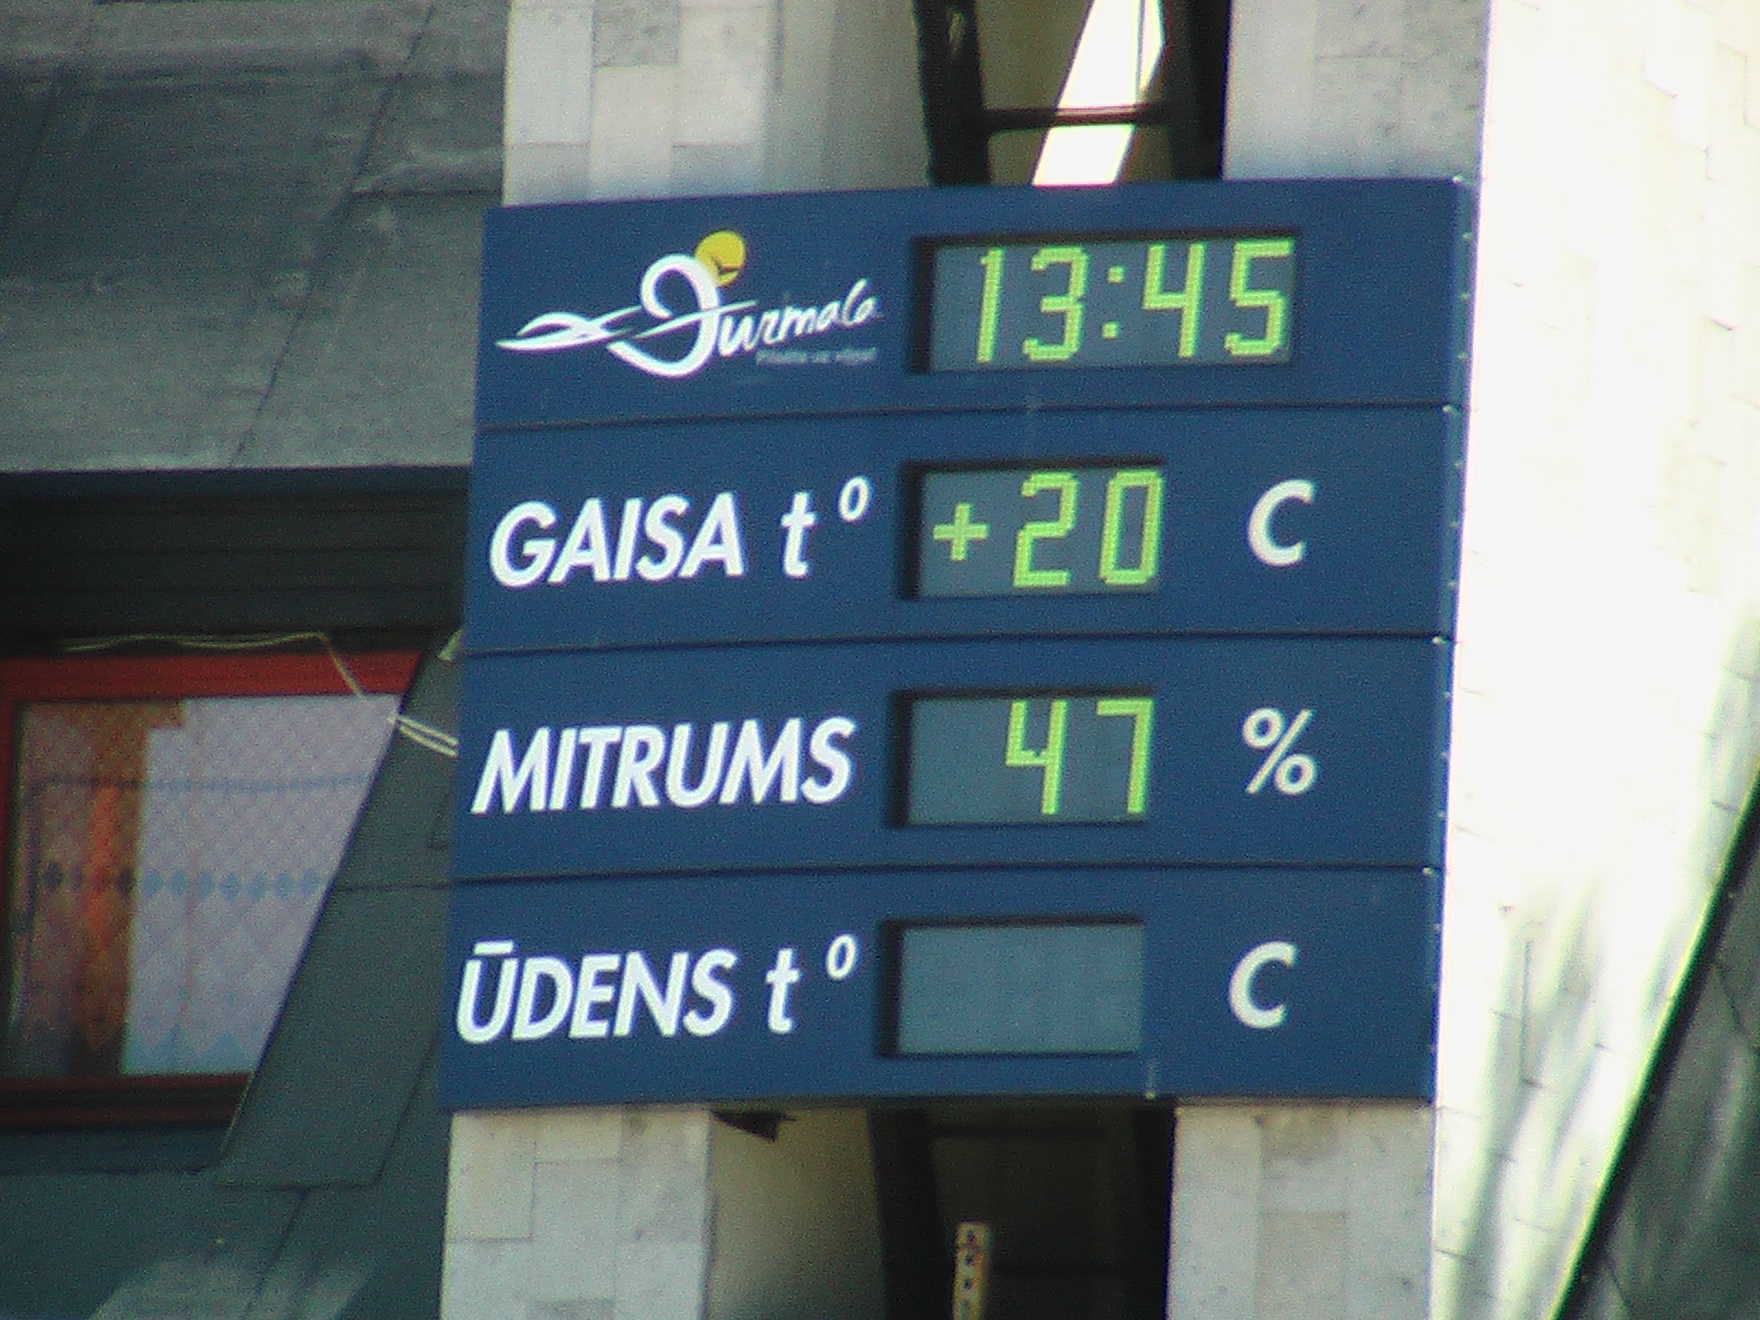 Jurmala 13:45
GAISA t° +20 C
MITRUMS 47 %
ŪDENS t° C